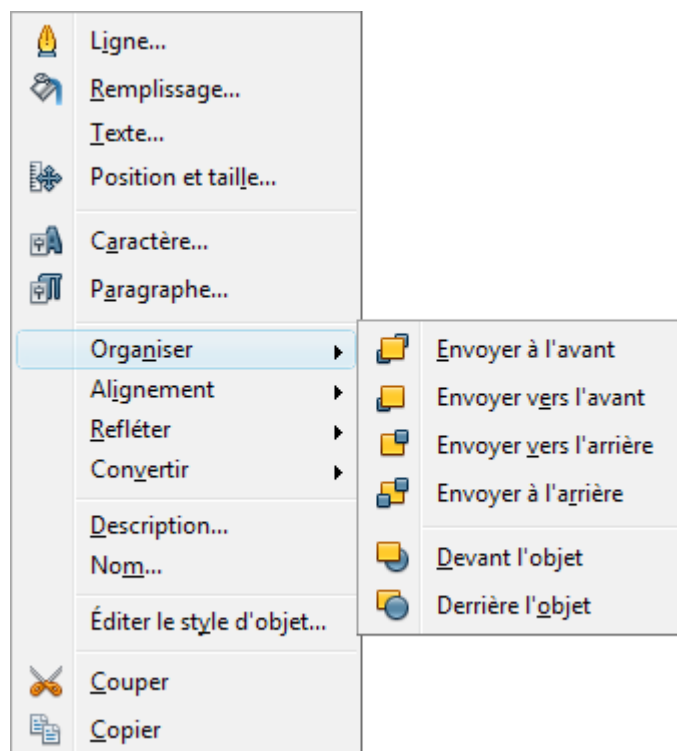 Ligne...
Remplissage...
Texte...
Position et taille...
Caractère...
Paragraphe...
Organiser
Alignement
Refléter
Convertir
Description...
Nom...
Éditer le style d'objet...
Couper
Copier
Envoyer à l'avant
Envoyer vers l'avant
Envoyer vers l'arrière
Envoyer à l'arrière
Devant l'objet
Derrière l'objet